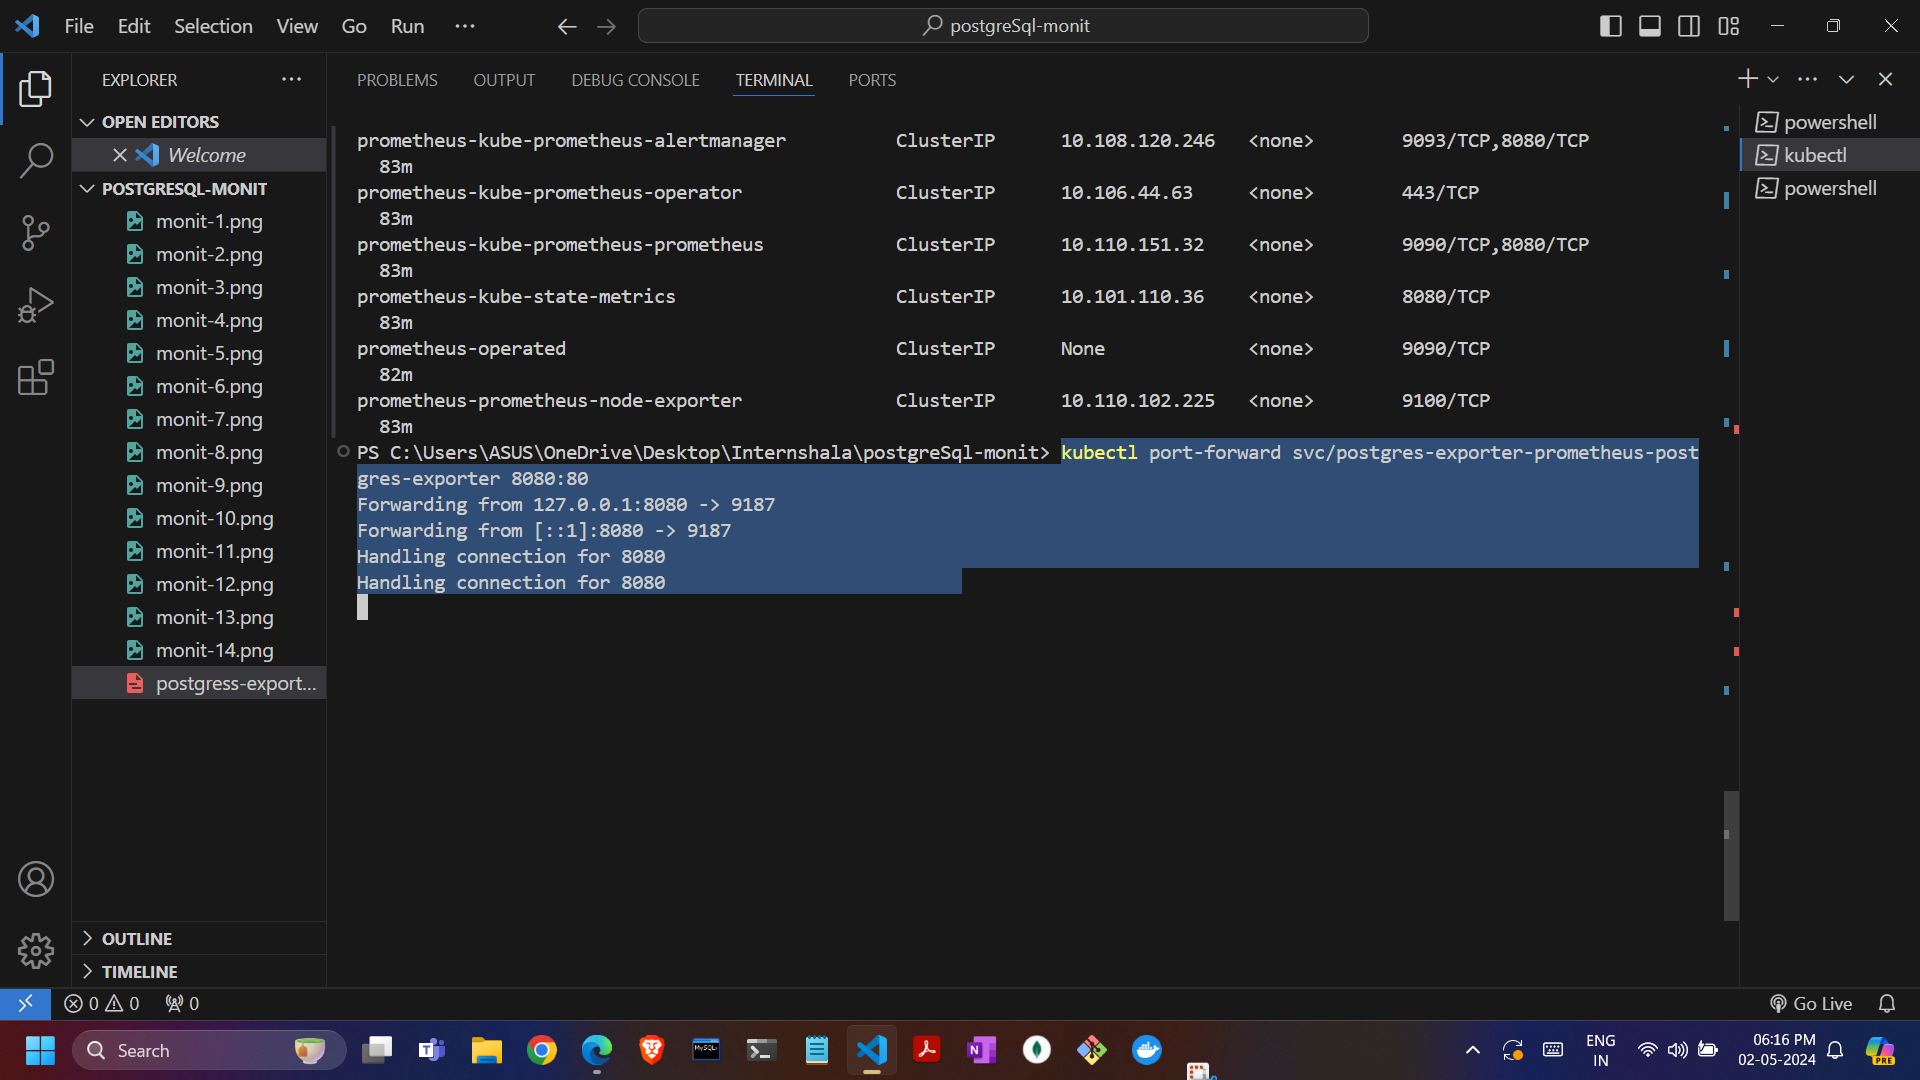 File Edit Selection View Go Run ···
postgreSql-monit
EXPLORER ···
OPEN EDITORS
Welcome
POSTGRESQL-MONIT
monit-1.png
monit-2.png
monit-3.png
monit-4.png
monit-5.png
monit-6.png
monit-7.png
monit-8.png
monit-9.png
monit-10.png
monit-11.png
monit-12.png
monit-13.png
monit-14.png
postgress-export...
OUTLINE
TIMELINE
PROBLEMS OUTPUT DEBUG CONSOLE TERMINAL PORTS
prometheus-kube-prometheus-alertmanager ClusterIP 10.108.120.246 <none> 9093/TCP,8080/TCP
83m
prometheus-kube-prometheus-operator ClusterIP 10.106.44.63 <none> 443/TCP
83m
prometheus-kube-prometheus-prometheus ClusterIP 10.110.151.32 <none> 9090/TCP,8080/TCP
83m
prometheus-kube-state-metrics ClusterIP 10.101.110.36 <none> 8080/TCP
83m
prometheus-operated ClusterIP None <none> 9090/TCP
82m
prometheus-prometheus-node-exporter ClusterIP 10.110.102.225 <none> 9100/TCP
83m
PS C:\Users\ASUS\OneDrive\Desktop\Internshala\postgreSql-monit> kubectl port-forward svc/postgres-exporter-prometheus-post
gres-exporter 8080:80
Forwarding from 127.0.0.1:8080 -> 9187
Forwarding from [::1]:8080 -> 9187
Handling connection for 8080
Handling connection for 8080
powershell
kubectl
powershell
0 0 0
Go Live
Search
MySQL
ENG
IN
06:16 PM
02-05-2024
PRE